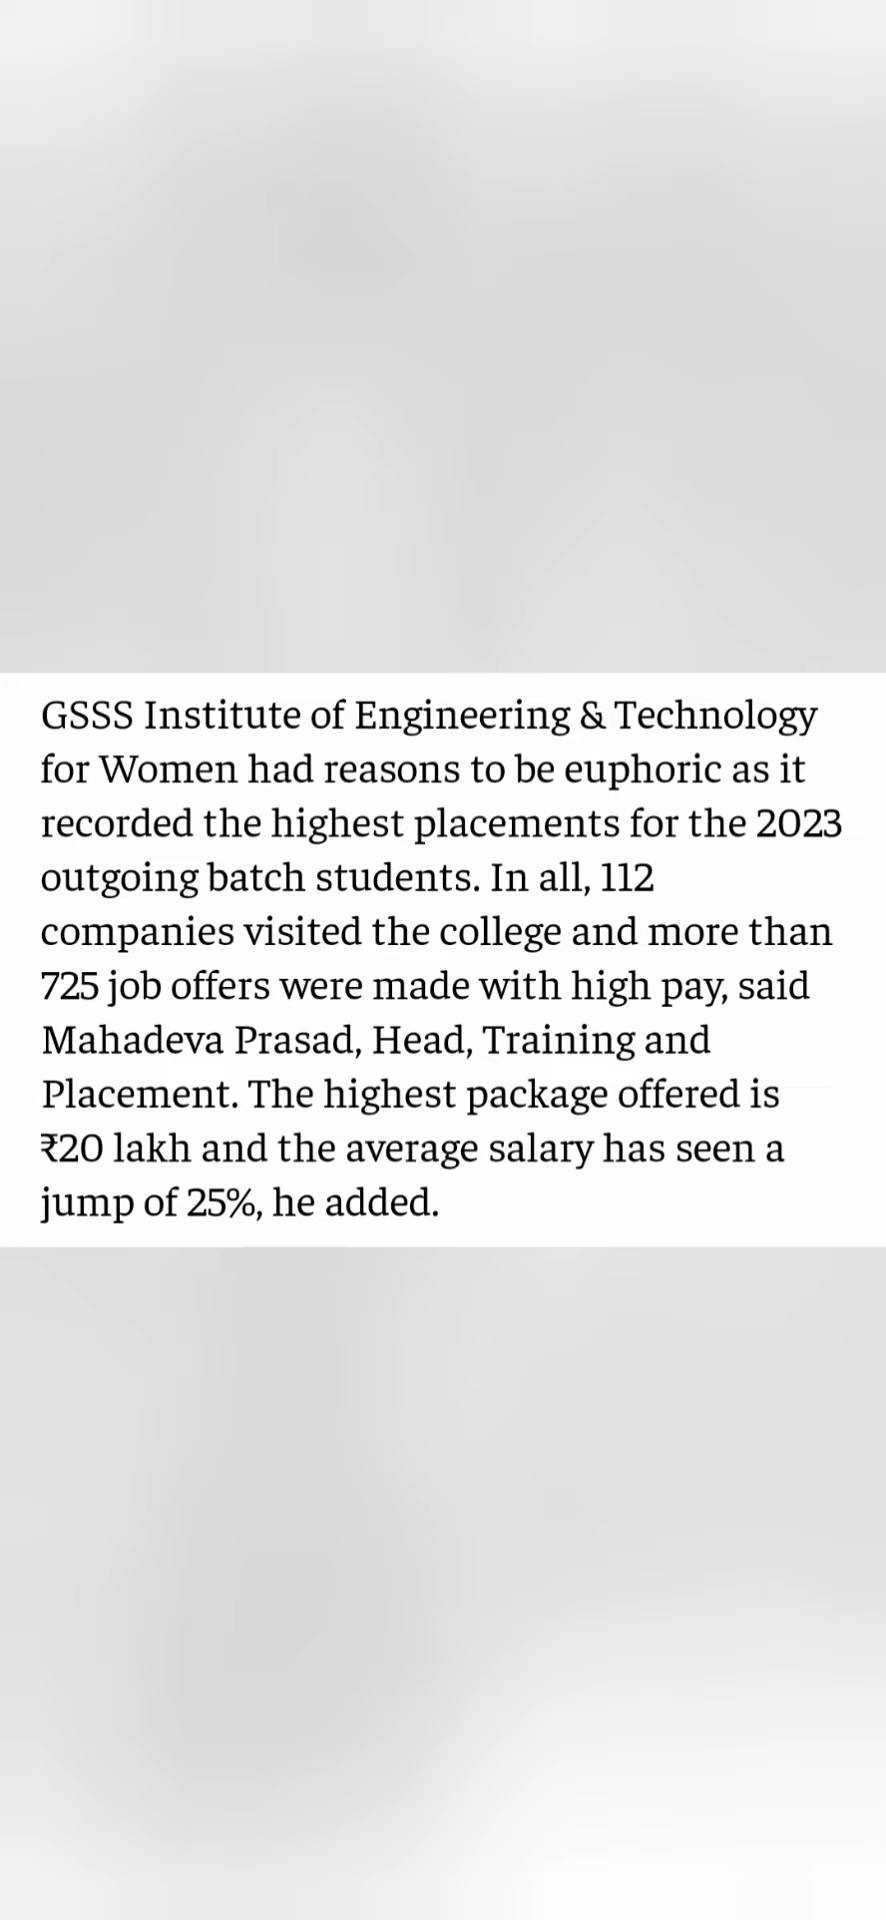 GSSS Institute of Engineering & Technology
for Women had reasons to be euphoric as it
recorded the highest placements for the 2023
outgoing batch students. In all, 112
companies visited the college and more than
725 job offers were made with high pay, said
Mahadeva Prasad, Head, Training and
Placement. The highest package offered is
₹20 lakh and the average salary has seen a
jump of 25%, he added.